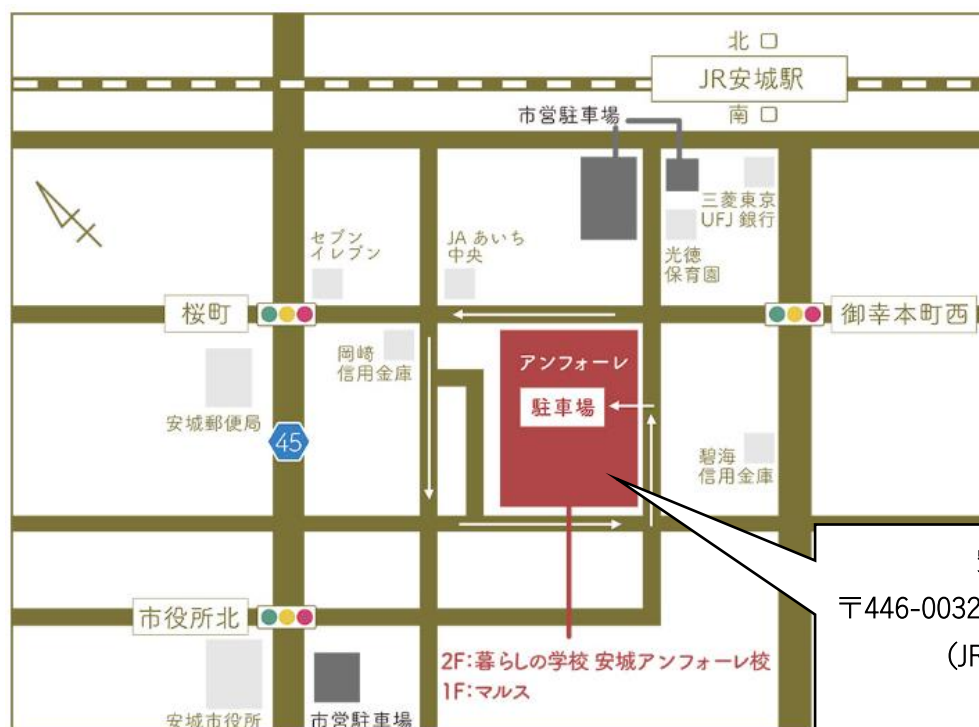 北口
JR安城駅
南口
市営駐車場
三菱東京
UFJ 銀行
セブン
イレブン
JA あいち
中央
光徳
保育園
桜町
御幸本町西
岡崎
信用金庫
アンフォーレ
駐車場
安城郵便局
45
碧海
信用金庫
〒446-0032
(JR
市役所北
2F:暮らしの学校 安城アンフォーレ校
1F:マルス
安城市役所
市営駐車場